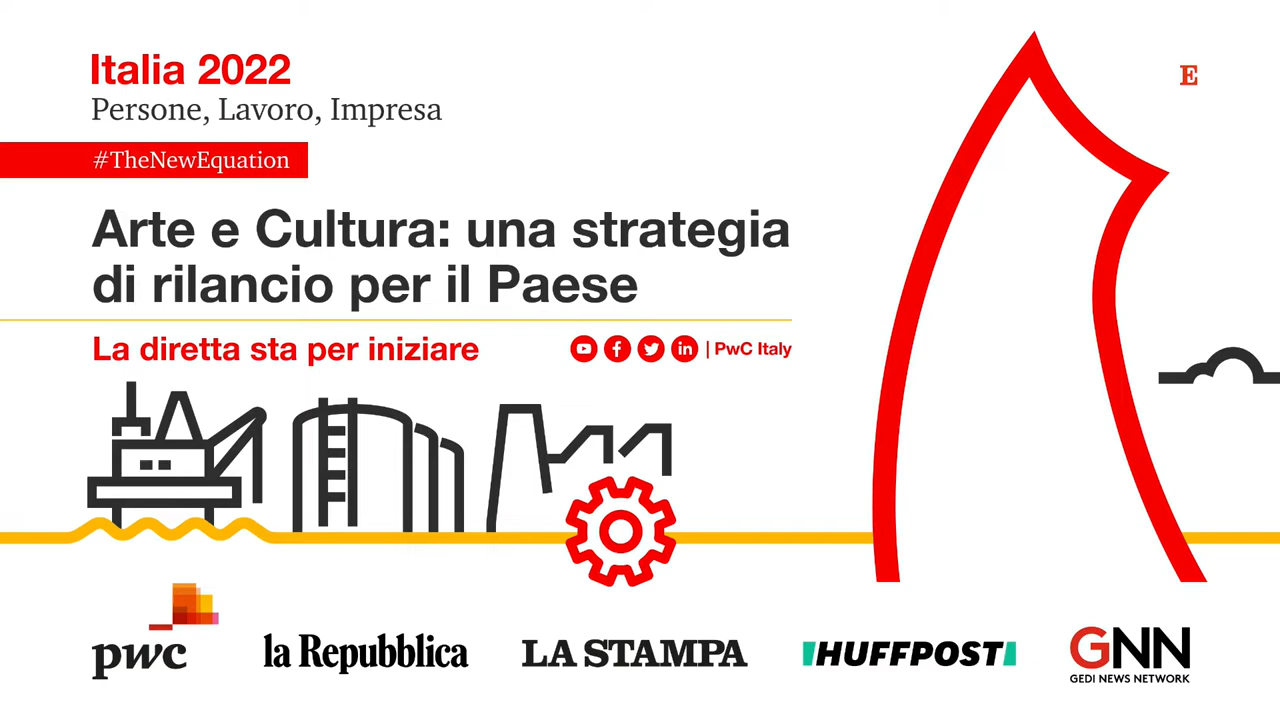 Italia 2022
Persone, Lavoro, Impresa
E
#TheNewEquation
Arte e Cultura: una strategia
di rilancio per il Paese
La diretta sta per iniziare
| PwC Italy
pwc
la Repubblica
LA STAMPA
HUFFPOST
GNN
GEDI NEWS NETWORK